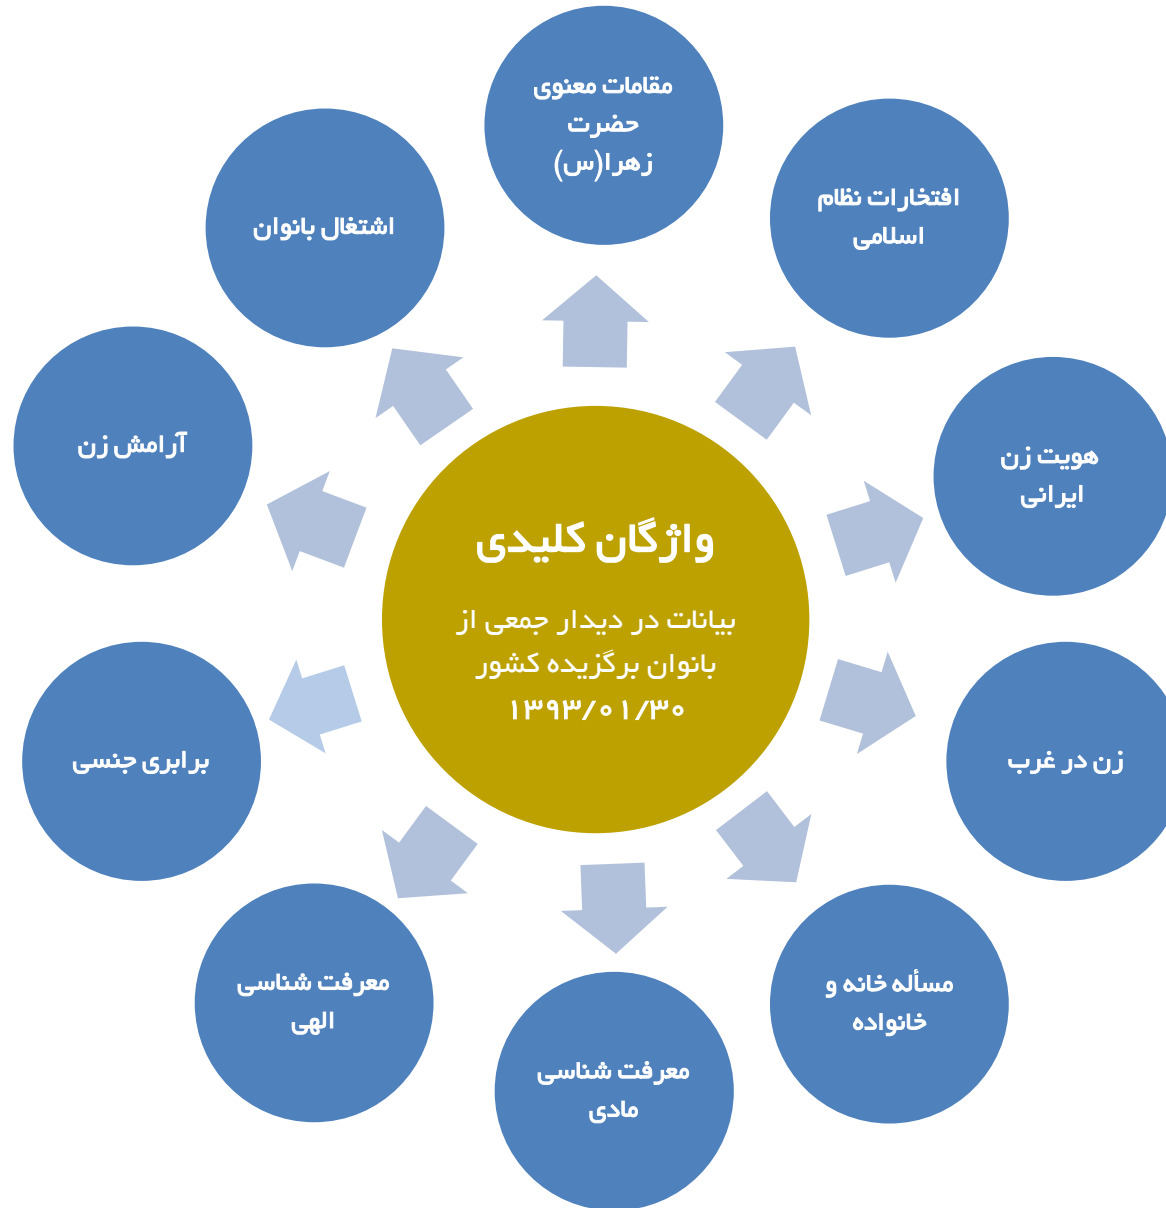 مقامات معنوی
حضرت
زهرا(س)
افتخارات نظام
اسلامی
هویت زن
ایرانی
زن در غرب
مسأله خانه و
خانواده
معرفت شناسی
مادی
معرفت شناسی
الهی
برابری جنسی
آرامش زن
اشتغال بانوان
واژگان کلیدی
بیانات در دیدار جمعی از
بانوان برگزیده کشور
۱۳۹۳/۰۱/۳۰